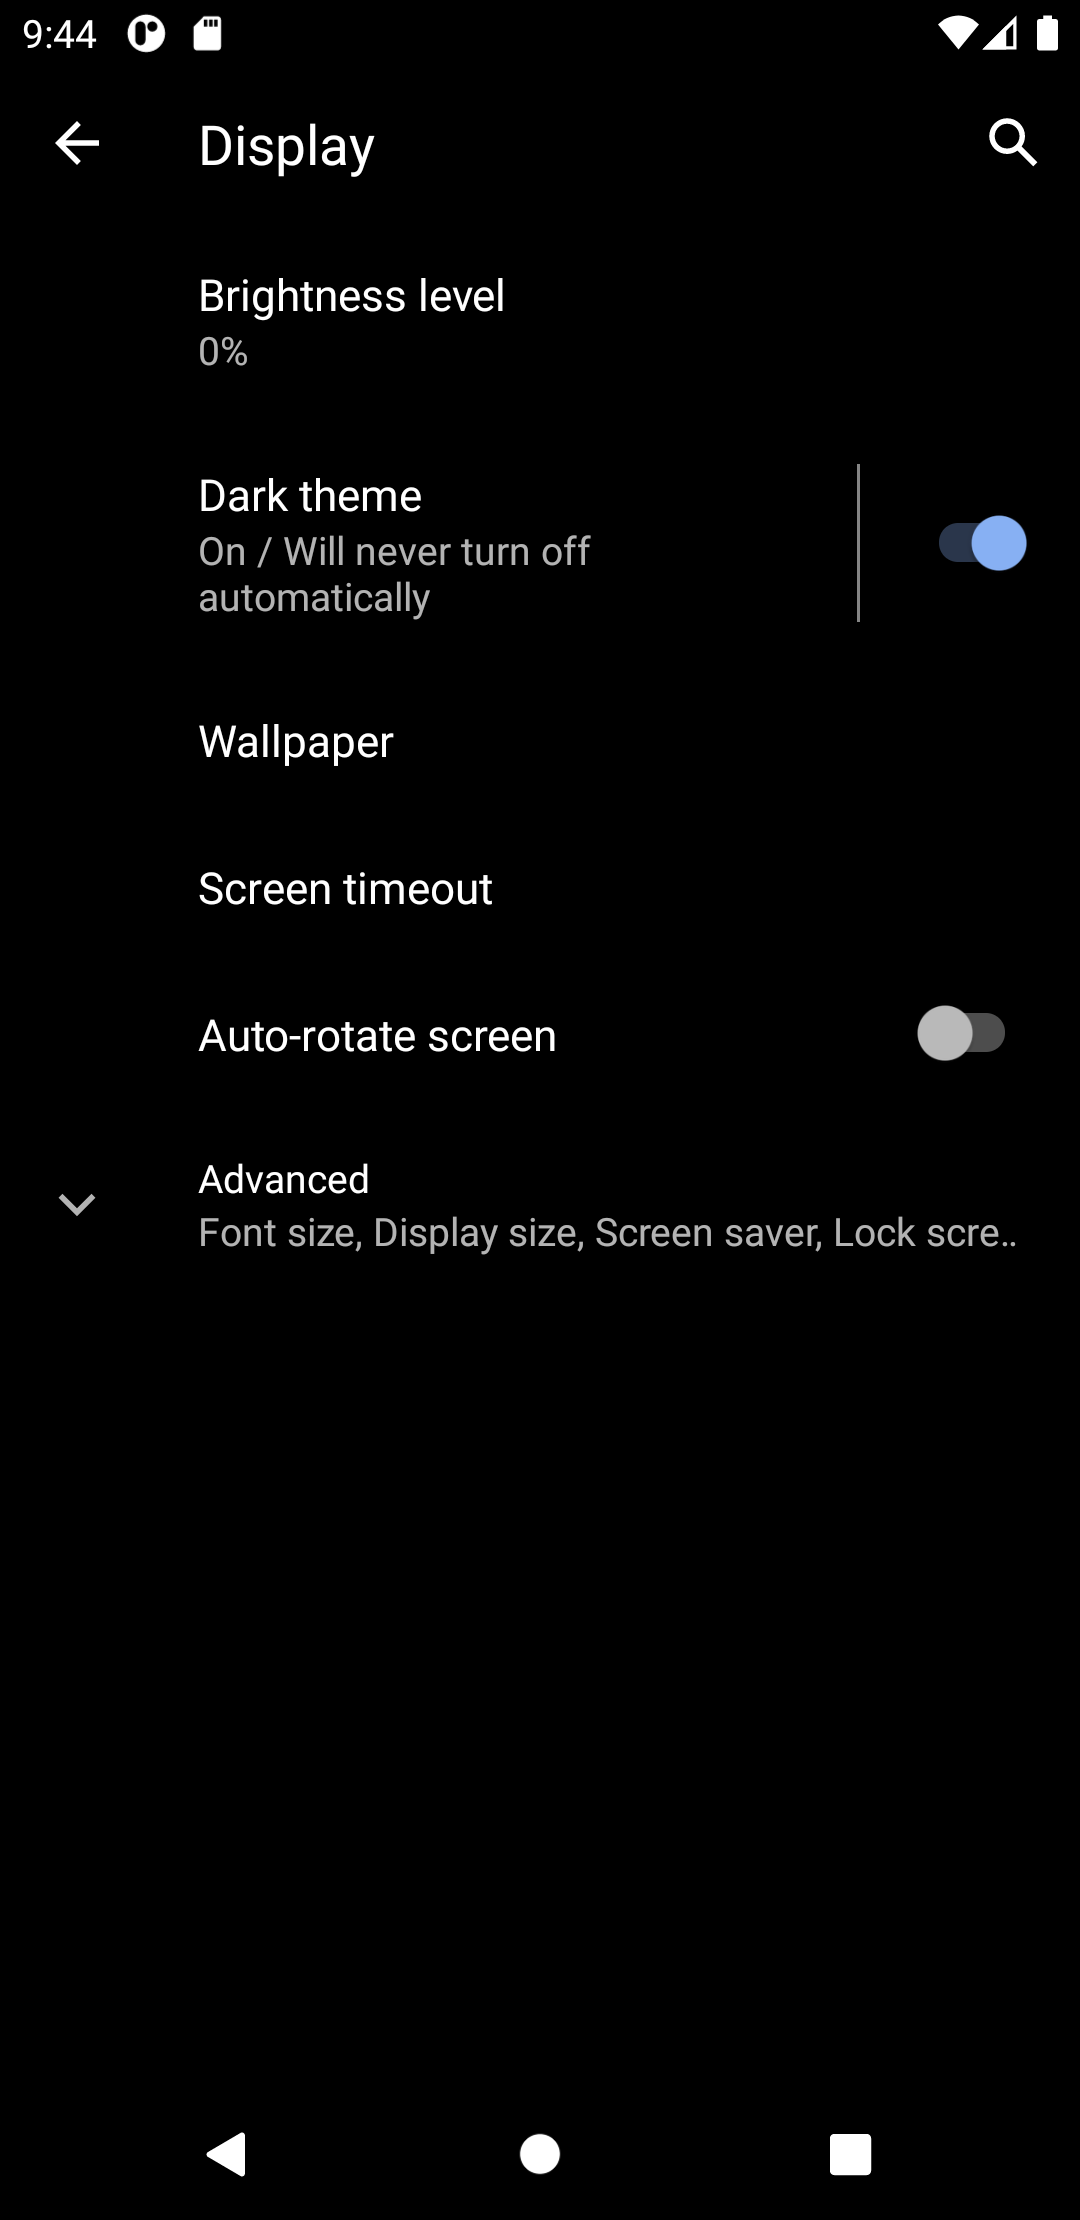 9:44
Display
Brightness level
0%
Dark theme
On / Will never turn off
automatically
Wallpaper
Screen timeout
Auto-rotate screen
Advanced
Font size, Display size, Screen saver, Lock scre..